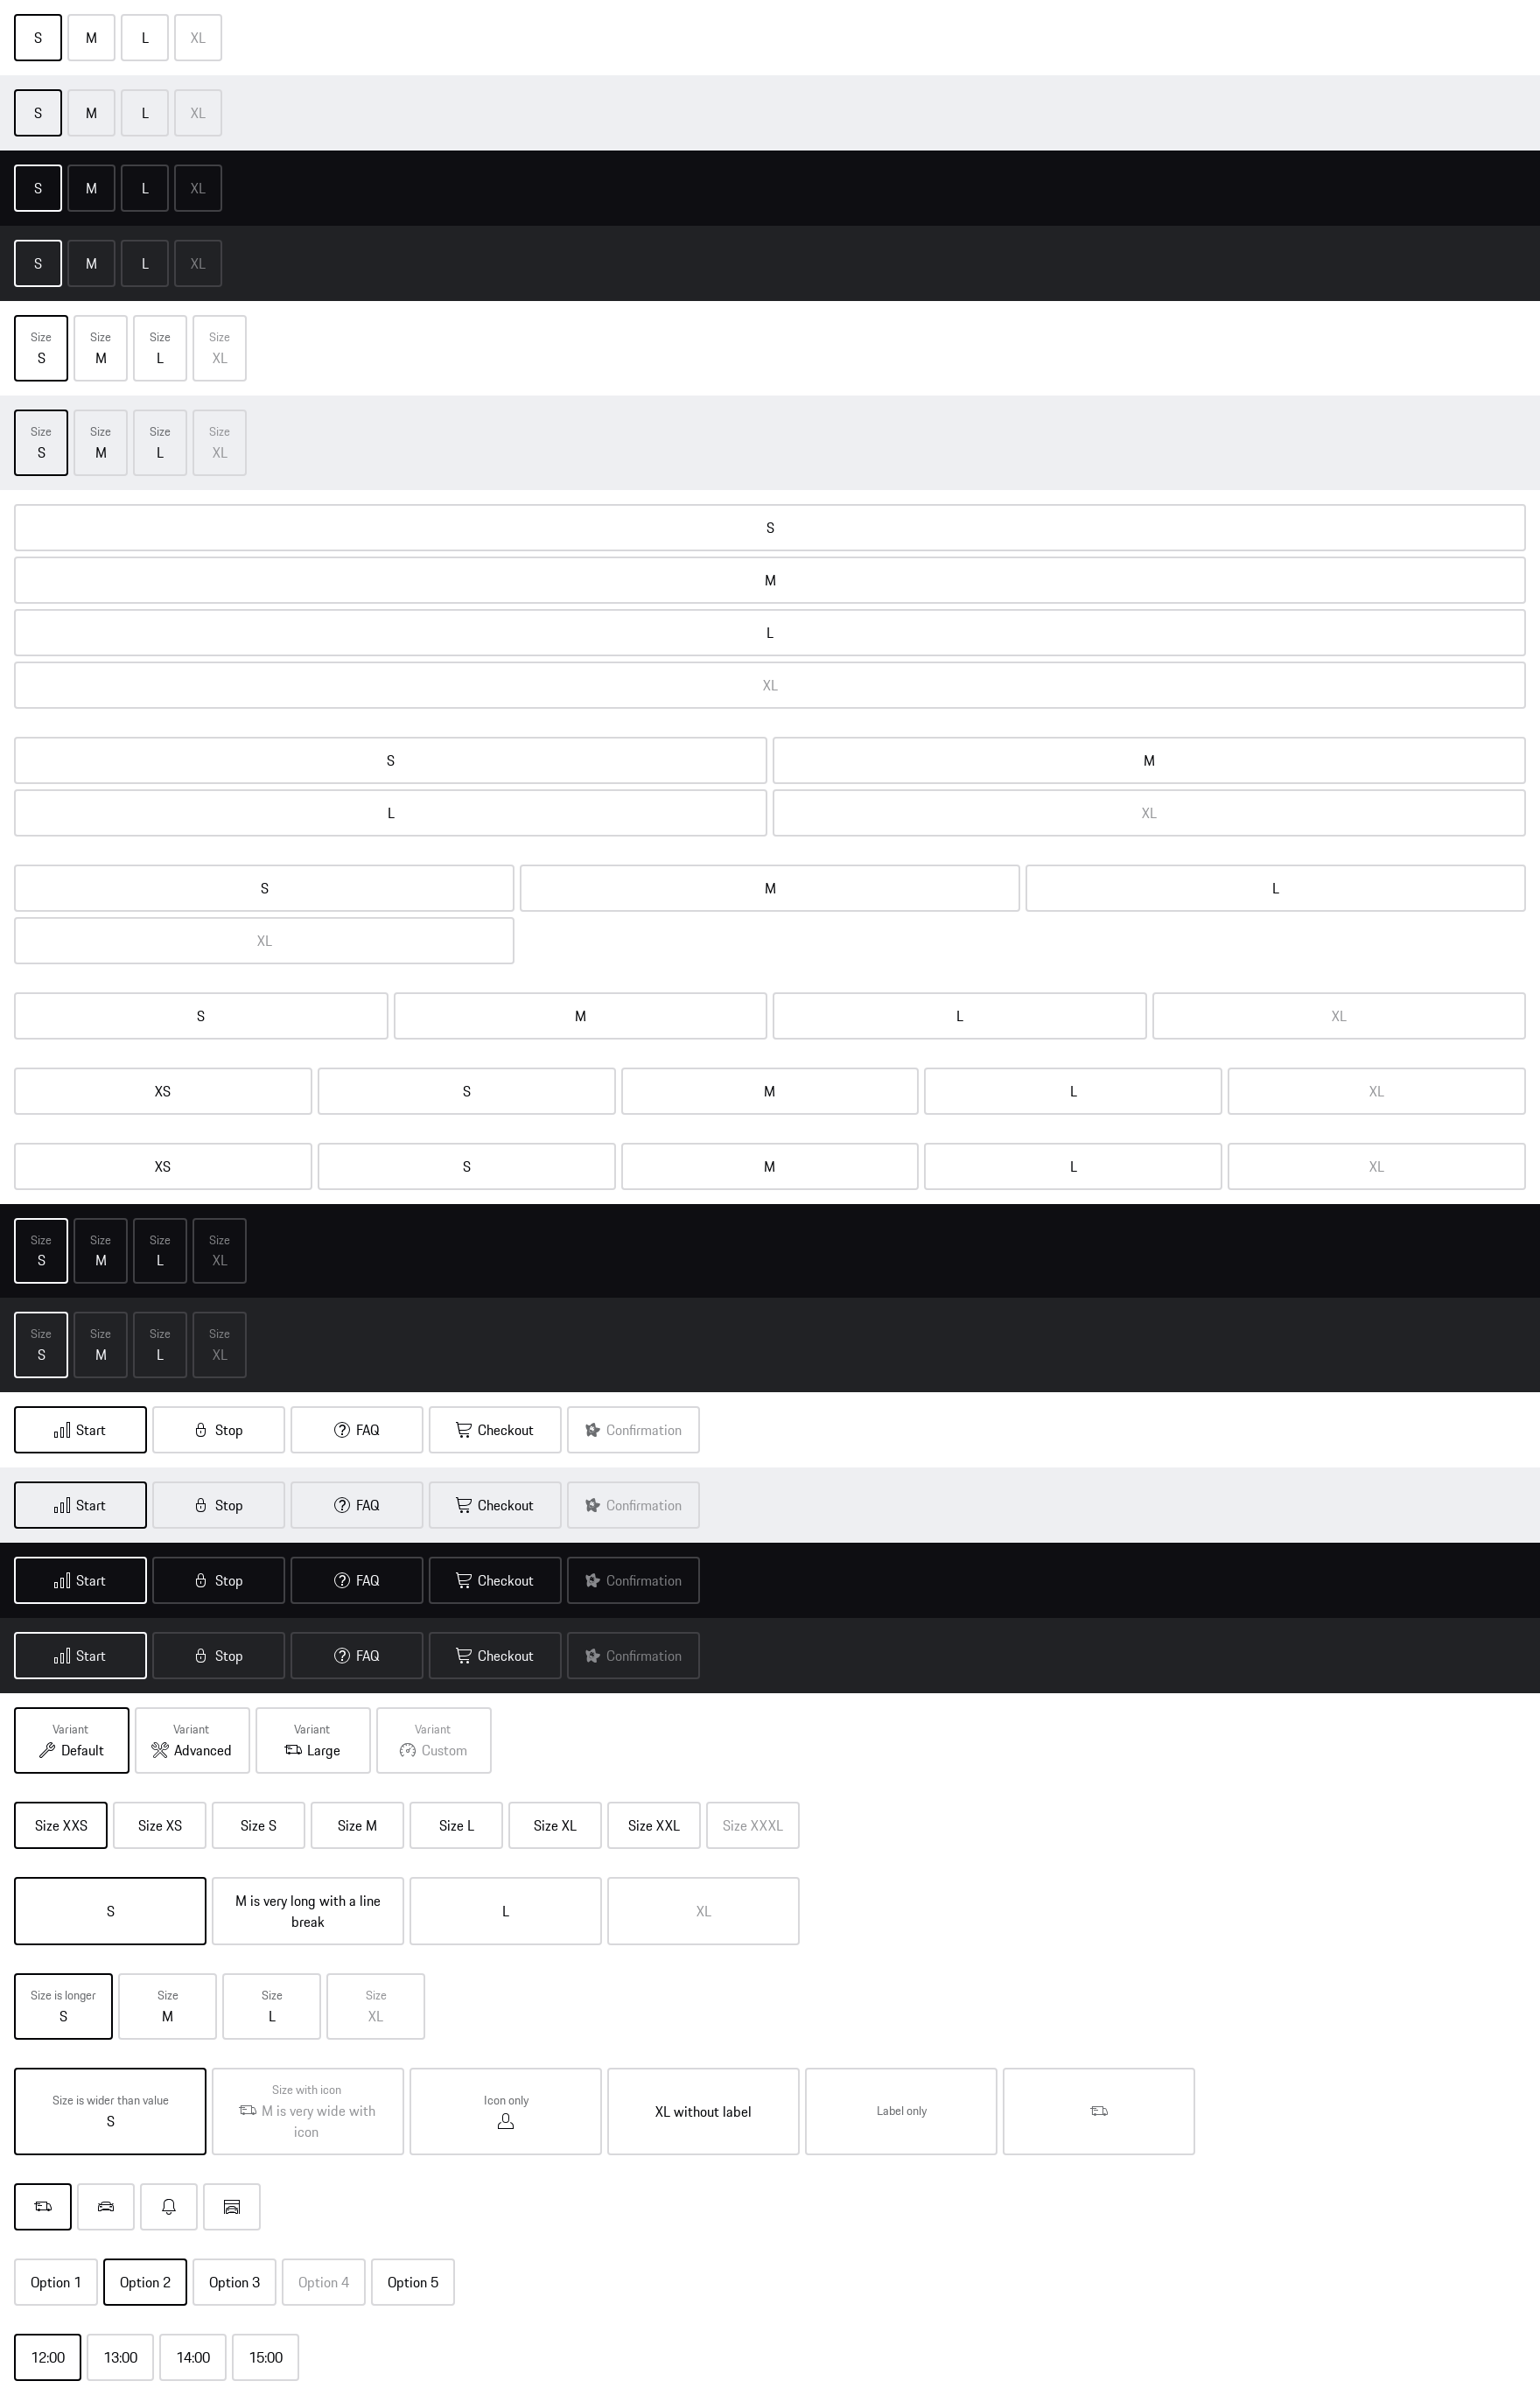 S M L XL
S M L XL
S M L XL
S M L XL
Size Size Size Size
S M L XL
Size Size Size Size
S M L XL
S
M
L
XL
S M
L XL
S M L
XL
S M L XL
XS S M L XL
XS S M L XL
Size Size Size Size
S M L XL
Size Size Size Size
S M L XL
Start Stop FAQ Checkout Confirmation
Start Stop FAQ Checkout Confirmation
Start Stop FAQ Checkout Confirmation
Start Stop FAQ Checkout Confirmation
Variant Variant Variant Variant
Default Advanced Large Custom
Size XXS Size XS Size S Size M Size L Size XL Size XXL Size XXXL
S
M is very long with a line
break
L
XL
Size is longer Size Size Size
S M L XL
Size is wider than value
S
Size with icon
M is very wide with
icon
Icon only
XL without label
Label only
Option 1 Option 2 Option 3 Option 4 Option 5
12:00 13:00 14:00 15:00